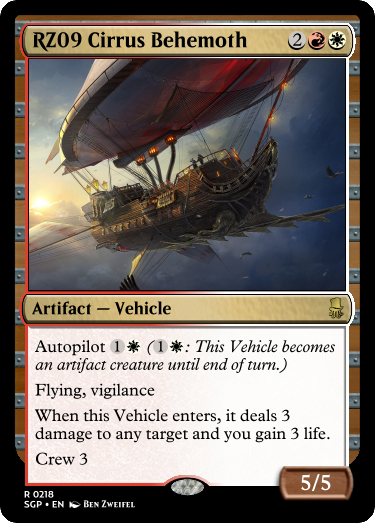 RZ09 Cirrus Behemoth 2
Artifact — Vehicle
Autopilot 1 (1: This Vehicle becomes
an artifact creature until end of turn.)
Flying, vigilance
When this Vehicle enters, it deals 3
damage to any target and you gain 3 life.
Crew 3
5/5
R 0218
SGP • EN Ben Zweifel